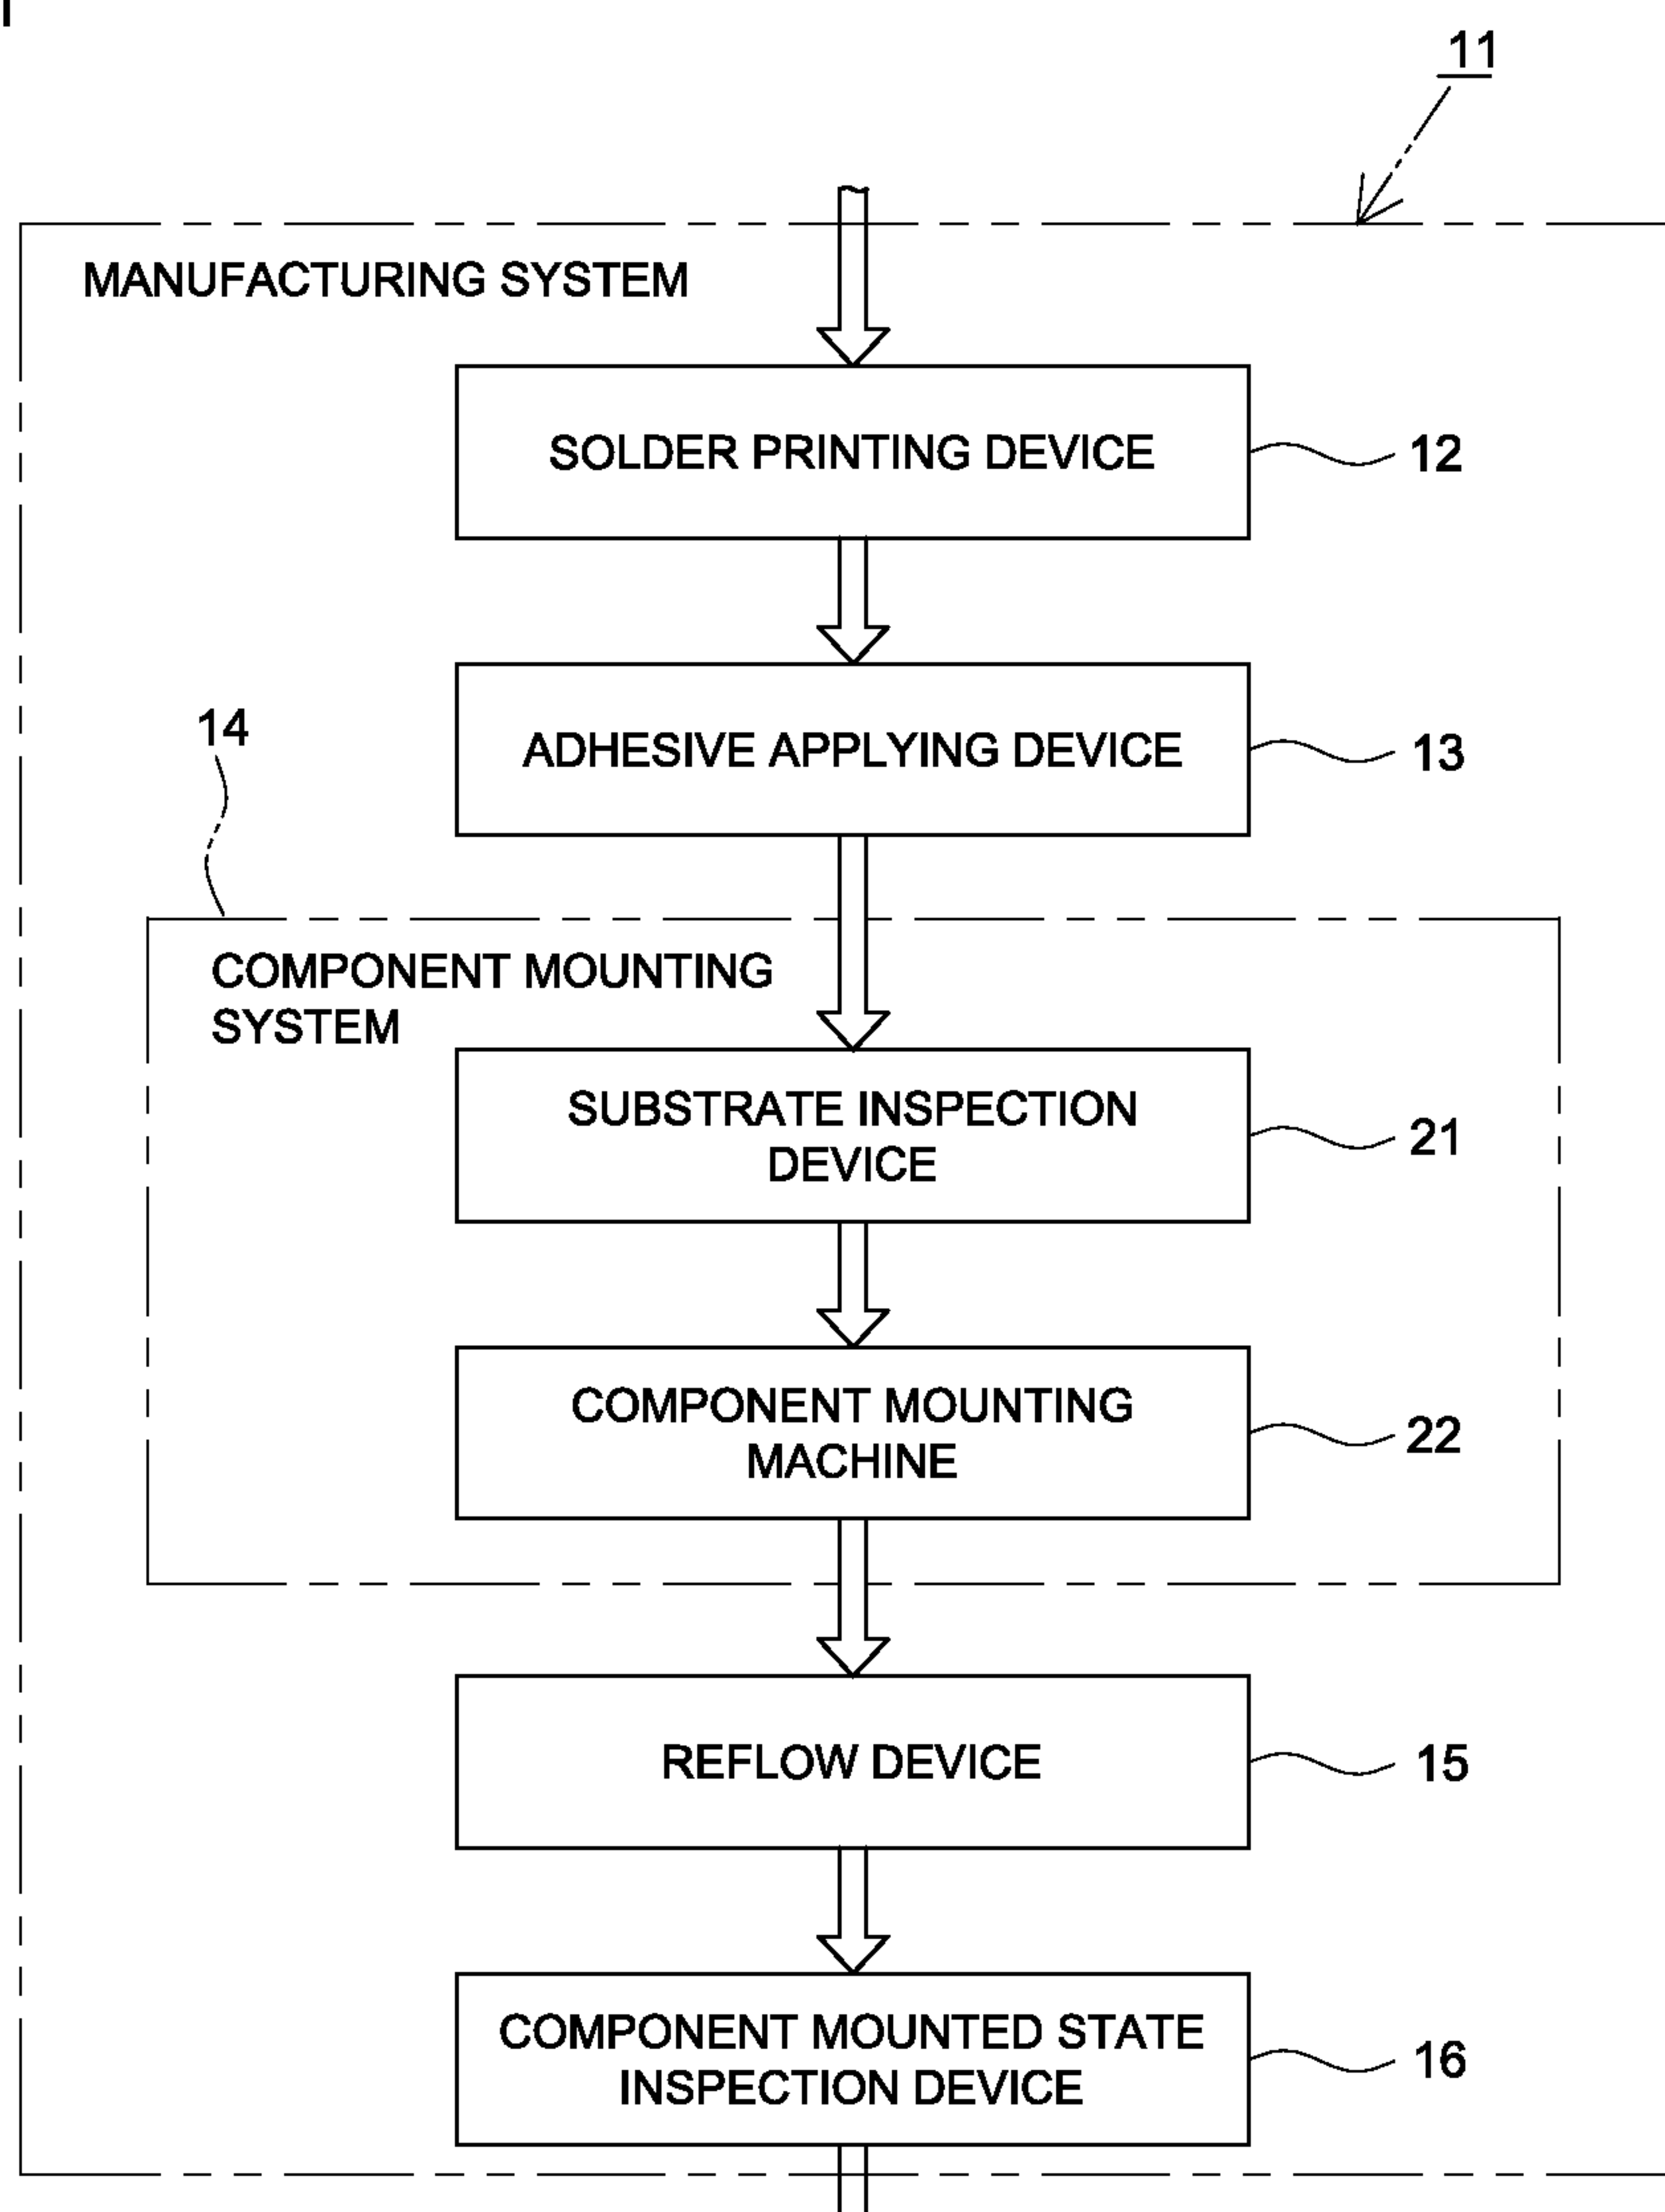 11
MANUFACTURING SYSTEM
SOLDER PRINTING DEVICE
12
ADHESIVE APPLYING DEVICE
13
14
COMPONENT MOUNTING
SYSTEM
SUBSTRATE INSPECTION
DEVICE
21
COMPONENT MOUNTING
MACHINE
22
REFLOW DEVICE
15
COMPONENT MOUNTED STATE
INSPECTION DEVICE
16